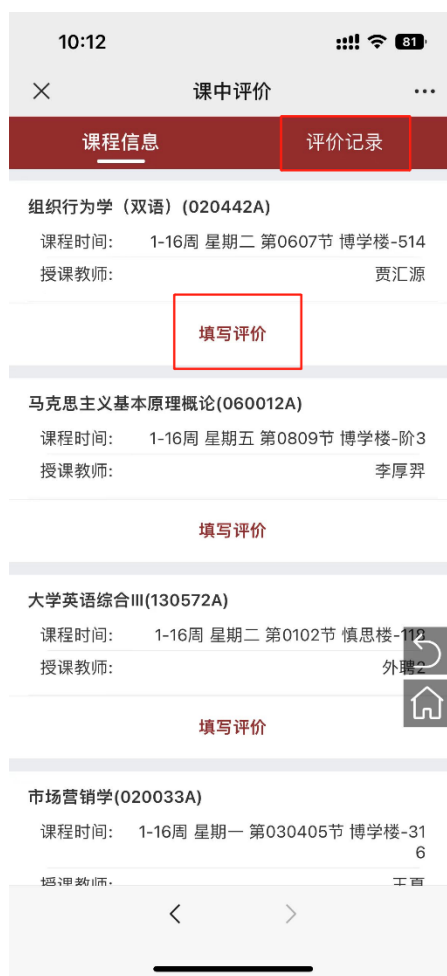 10:12
81
课中评价
课程信息
评价记录
组织行为学（双语）(020442A)
课程时间: 1-16周 星期二 第0607节 博学楼-514
授课教师: 贾汇源
填写评价
马克思主义基本原理概论(060012A)
课程时间: 1-16周 星期五 第0809节 博学楼-阶3
授课教师: 李厚羿
填写评价
大学英语综合III(130572A)
课程时间: 1-16周 星期二 第0102节 慎思楼-118
授课教师: 外聘2
填写评价
市场营销学(020033A)
课程时间: 1-16周 星期一 第030405节 博学楼-31
6
授课教师: 王夏